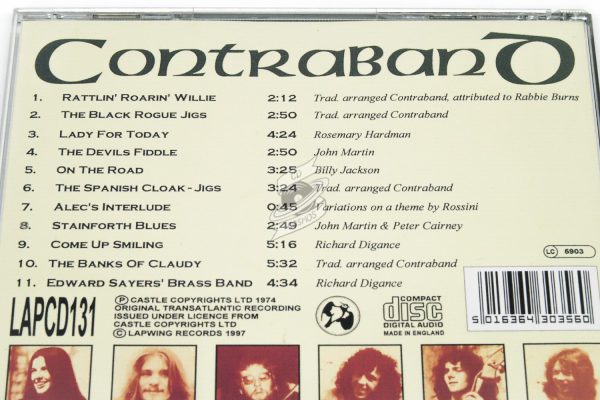 CONTRABAND
1. RATTLIN' ROARIN' WILLIE 2:12 Trad. arranged Contraband, attributed to Rabbie Burns
2. THE BLACK ROGUE JIGS 2:50 Trad. arranged Contraband
3. LADY FOR TODAY 4:24 Rosemary Hardman
4. THE DEVILS FIDDLE 2:50 John Martin
5. ON THE ROAD 3:25 Billy Jackson
6. THE SPANISH CLOAK - JIGS 3:24 Trad. arranged Contraband
7. ALEC'S INTERLUDE 0:45 Variations on a theme by Rossini
8. STAINFORTH BLUES 2:49 John Martin & Peter Cairney
9. COME UP SMILING 5:16 Richard Digance
10. THE BANKS OF CLAUDY 5:32 Trad. arranged Contraband
11. EDWARD SAYERS' BRASS BAND 4:34 Richard Digance
LC 5903
LAPCD131
Ⓟ CASTLE COPYRIGHTS LTD 1974
ORIGINAL TRANSATLANTIC RECORDING
ISSUED UNDER LICENCE FROM
CASTLE COPYRIGHTS LTD
© LAPWING RECORDS 1997
COMPACT
disc
DIGITAL AUDIO
MADE IN ENGLAND
5 016364 303560